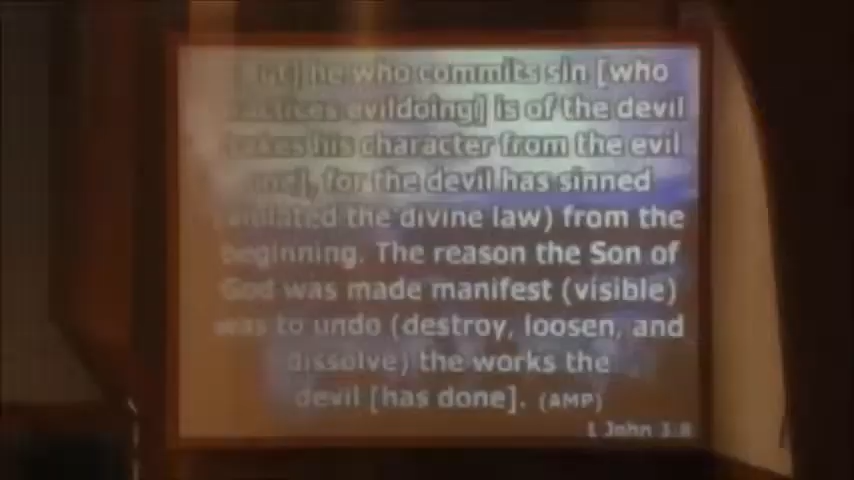 But] he who commits sin [who
practices evildoing] is of the devil
takes his character from the evil
one], for the devil has sinned
(violated the divine law) from the
beginning. The reason the Son of
God was made manifest (visible)
was to undo (destroy, loosen, and
dissolve) the works the
devil [has done]. (AMP)
1 John 3:8